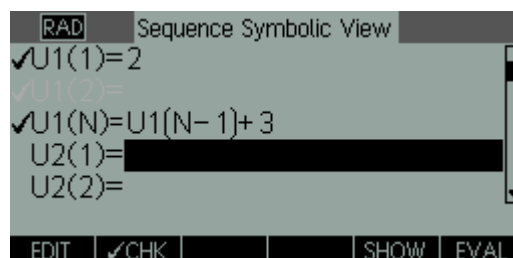 RAD Sequence Symbolic View
✓U1(1)=2
✓U1(2)=
✓U1(N)=U1(N-1)+3
U2(1)=
U2(2)=
EDIT ✓CHK SHOW EVAL